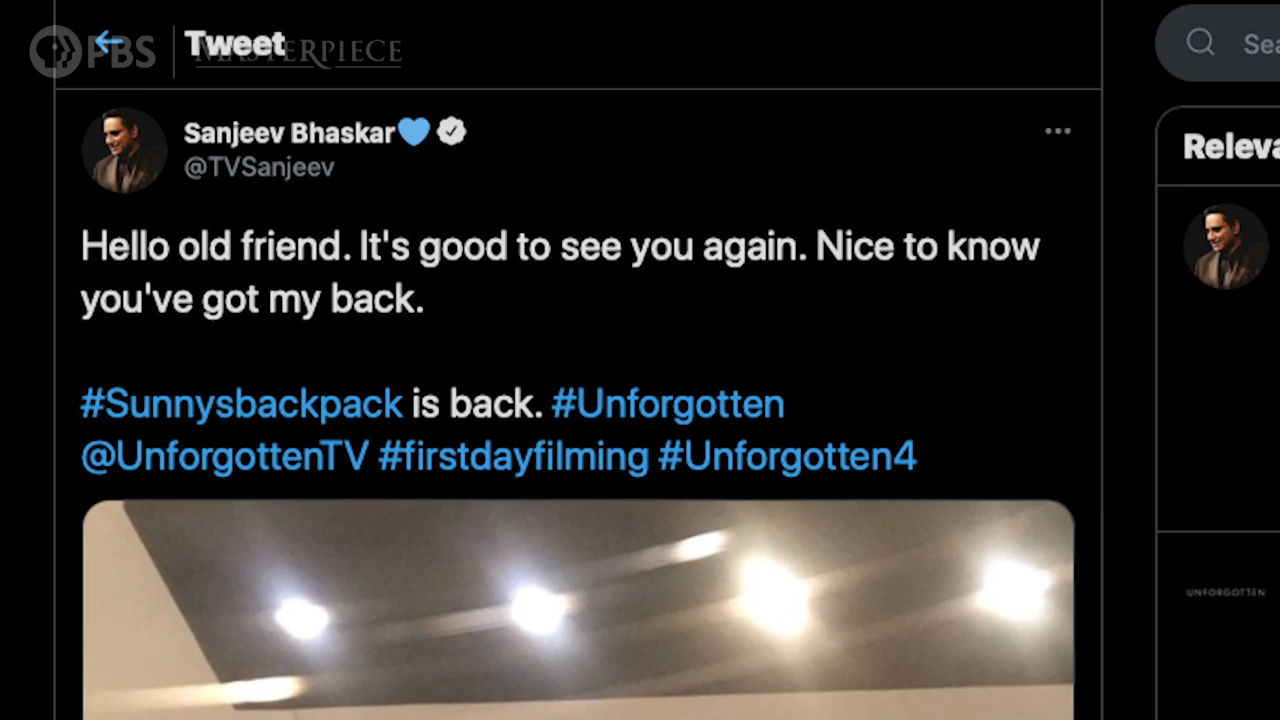 PBS MASTERPIECE
Tweet
Sanjeev Bhaskar
@TVSanjeev
Hello old friend. It's good to see you again. Nice to know
you've got my back.
#Sunnysbackpack is back. #Unforgotten
@UnforgottenTV #firstdayfilming #Unforgotten4
Sea
Releva
UNFORGOTTEN